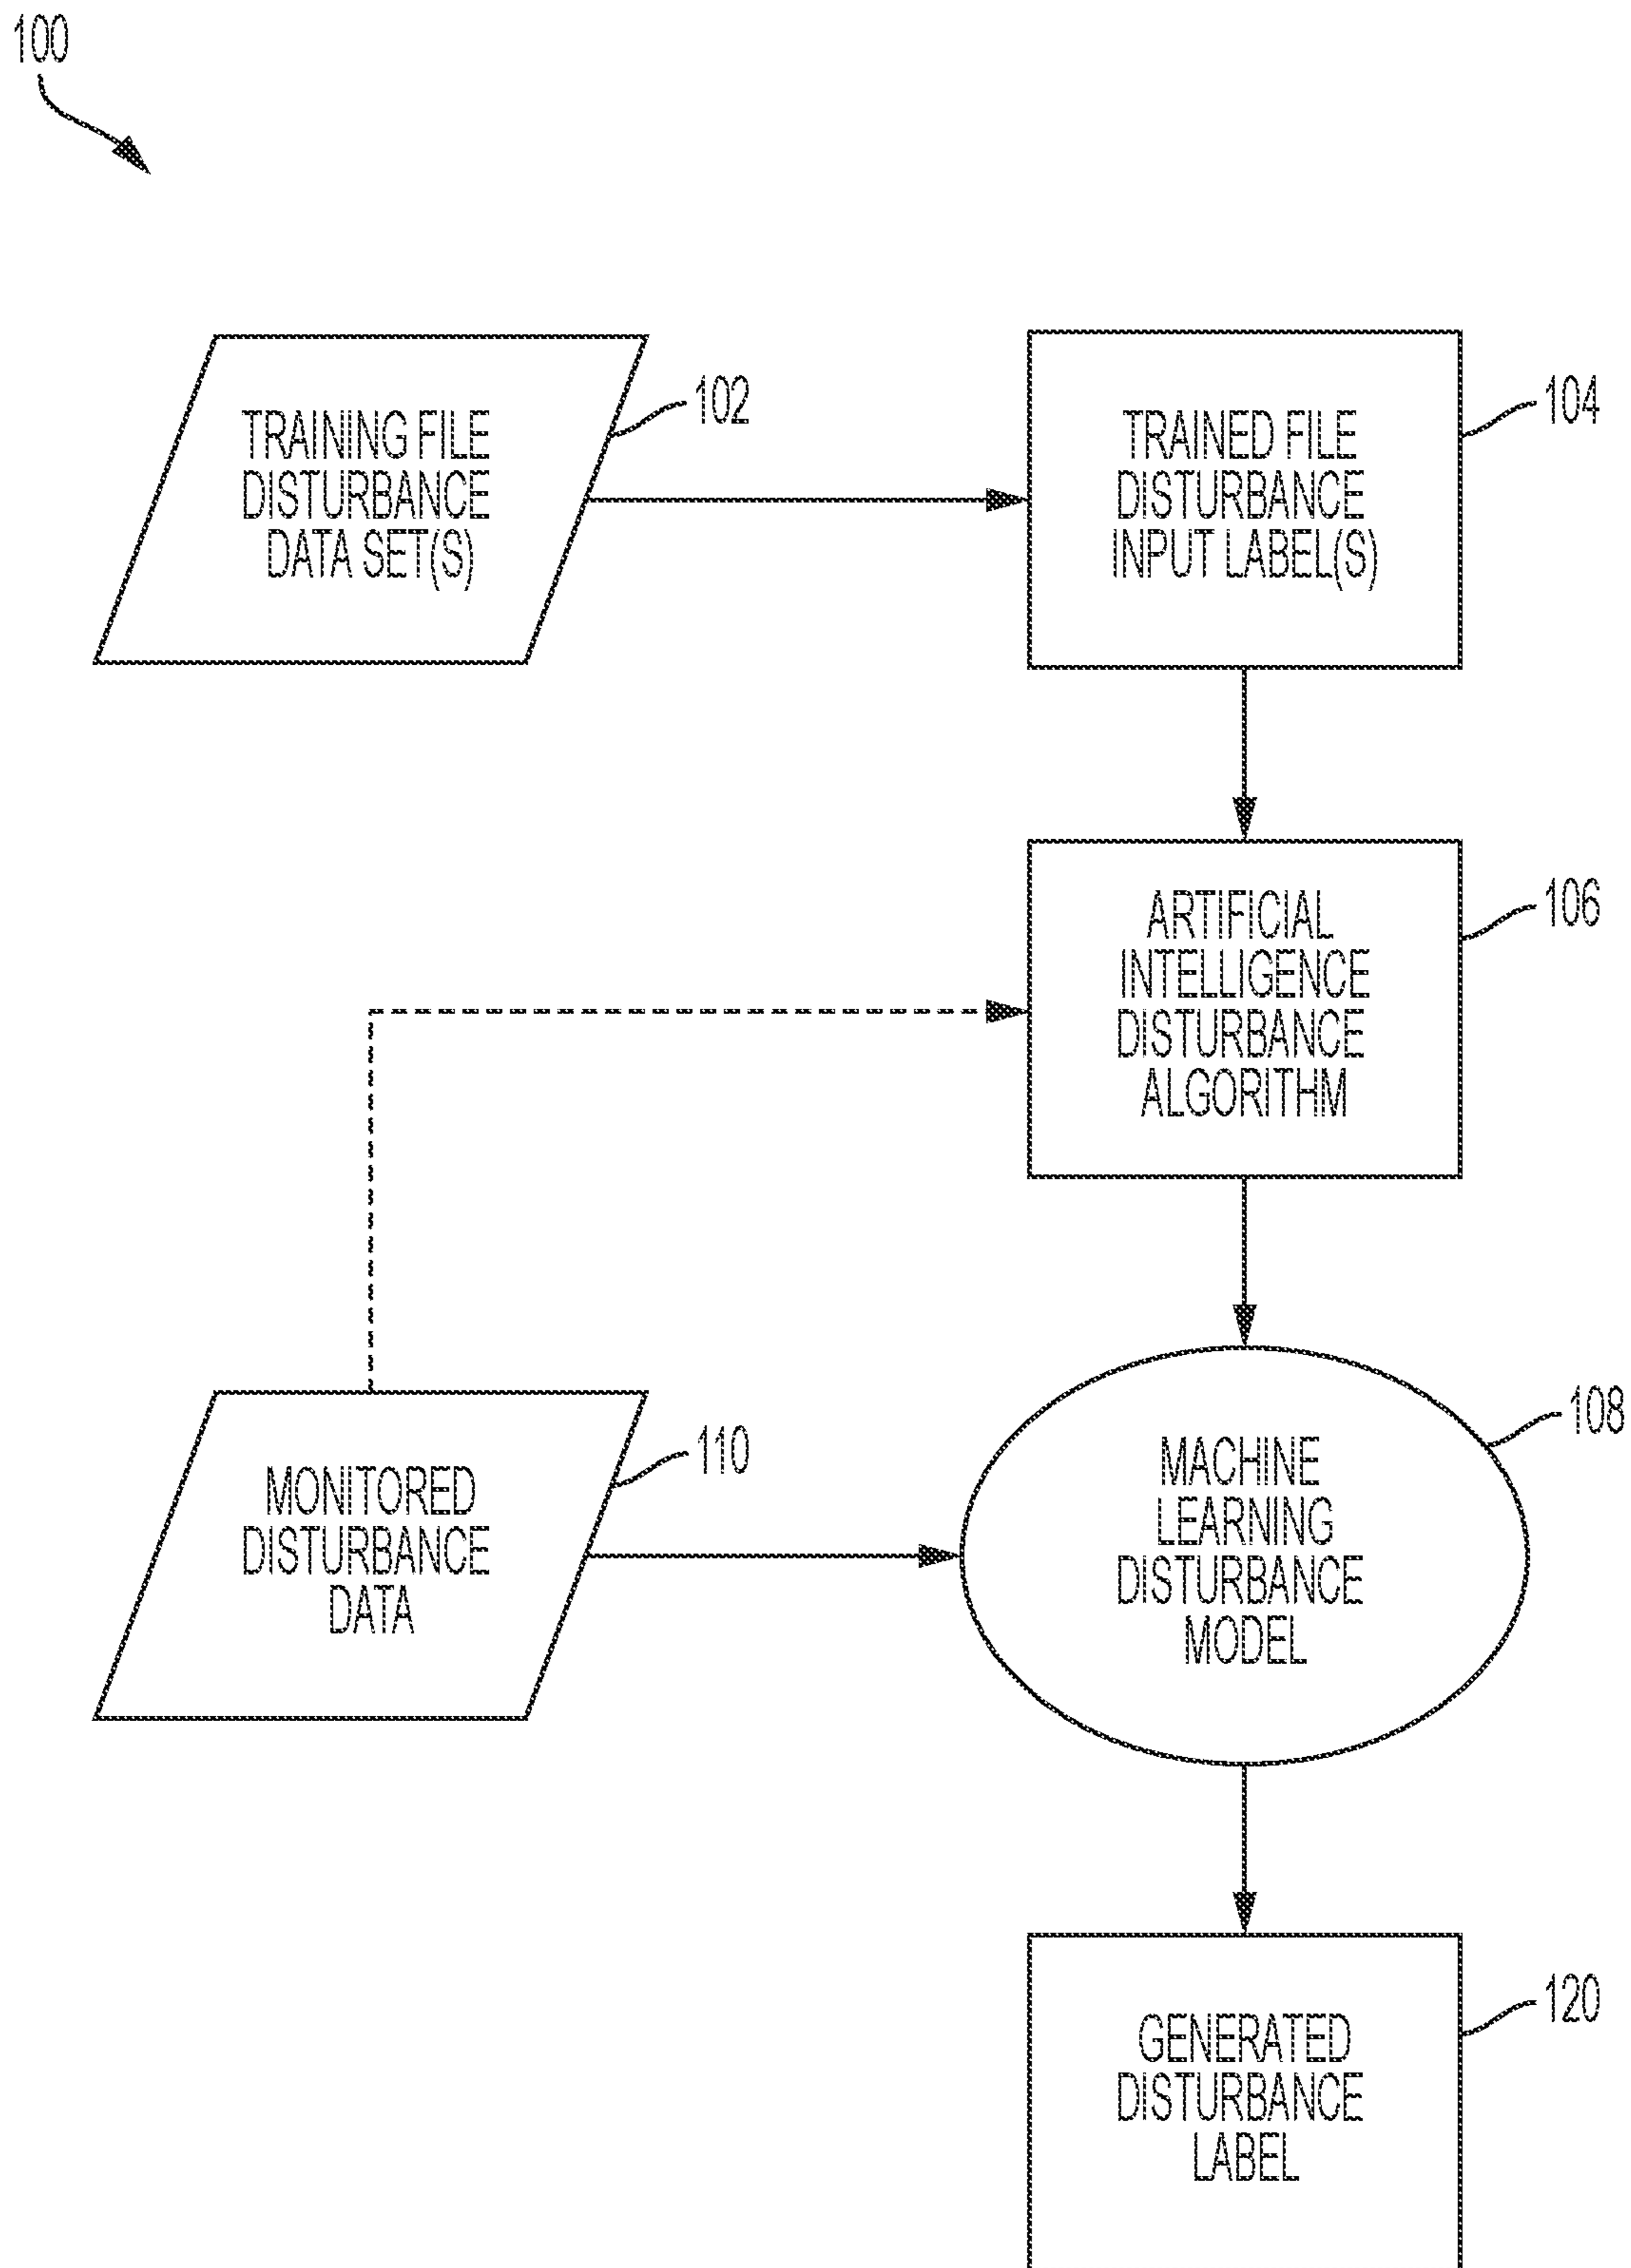 100
TRAINING FILE
DISTURBANCE
DATA SET(S)
102
TRAINED FILE
DISTURBANCE
INPUT LABEL(S)
104
ARTIFICIAL
INTELLIGENCE
DISTURBANCE
ALGORITHM
106
MONITORED
DISTURBANCE
DATA
110
MACHINE
LEARNING
DISTURBANCE
MODEL
108
GENERATED
DISTURBANCE
LABEL
120